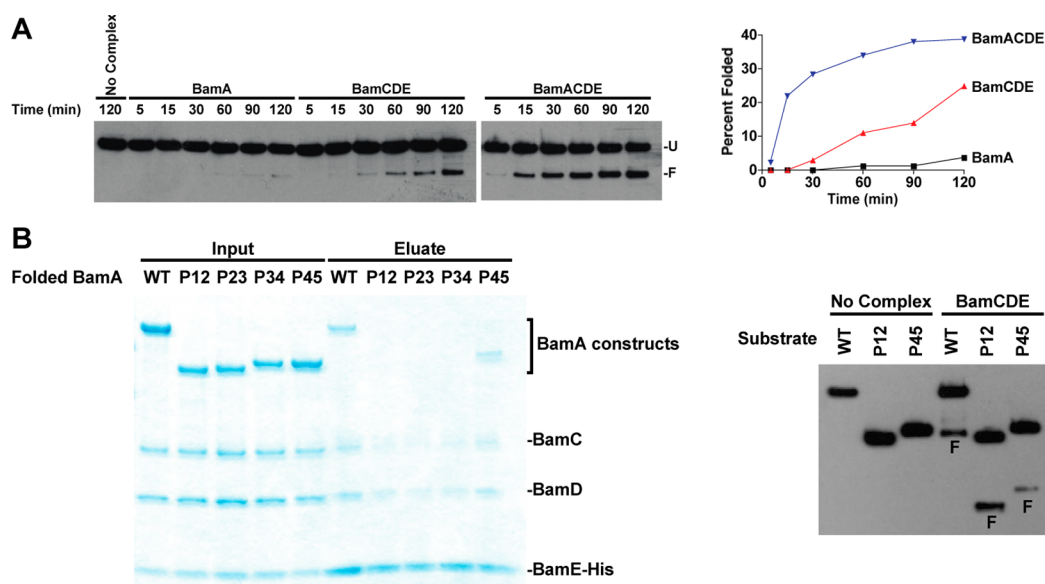 A
No Complex
BamA
BamCDE
BamACDE
Time (min)
120 5 15 30 60 90 120 5 15 30 60 90 120 5 15 30 60 90 120
-U
-F
Percent Folded
40
30
20
10
0
0 30 60 90 120
Time (min)
BamACDE
BamCDE
BamA
B
Input
Eluate
Folded BamA
WT P12 P23 P34 P45 WT P12 P23 P34 P45
BamA constructs
-BamC
-BamD
-BamE-His
No Complex
BamCDE
Substrate
WT P12 P45 WT P12 P45
F
F
F